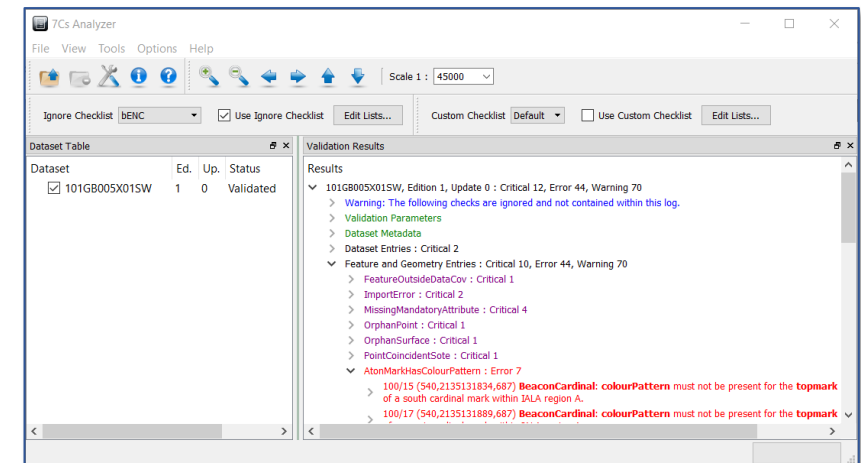 7Cs Analyzer
File View Tools Options Help
Scale 1 : 45000
Ignore Checklist bENC Use Ignore Checklist Edit Lists... Custom Checklist Default Use Custom Checklist Edit Lists...
Dataset Table
Validation Results
Dataset Ed. Up. Status
101GB005X01SW 1 0 Validated
Results
101GB005X01SW, Edition 1, Update 0 : Critical 12, Error 44, Warning 70
Warning: The following checks are ignored and not contained within this log.
Validation Parameters
Dataset Metadata
Dataset Entries : Critical 2
Feature and Geometry Entries : Critical 10, Error 44, Warning 70
FeatureOutsideDataCov : Critical 1
ImportError : Critical 2
MissingMandatoryAttribute : Critical 4
OrphanPoint : Critical 1
OrphanSurface : Critical 1
PointCoincidentSote : Critical 1
AtonMarkHasColourPattern : Error 7
100/15 (540,2135131834,687) BeaconCardinal: colourPattern must not be present for the topmark
of a south cardinal mark within IALA region A.
100/17 (540,2135131889,687) BeaconCardinal: colourPattern must not be present for the topmark